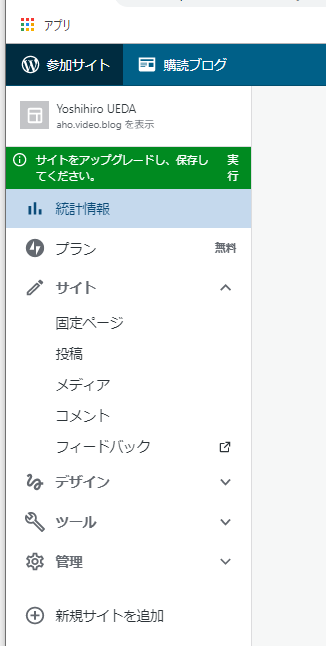 アプリ
参加サイト 購読ブログ
Yoshihiro UEDA
aho.video.blog を表示
サイトをアップグレードし、保存し 実
てください。 行
統計情報
プラン 無料
サイト
固定ページ
投稿
メディア
コメント
フィードバック
デザイン
ツール
管理
新規サイトを追加